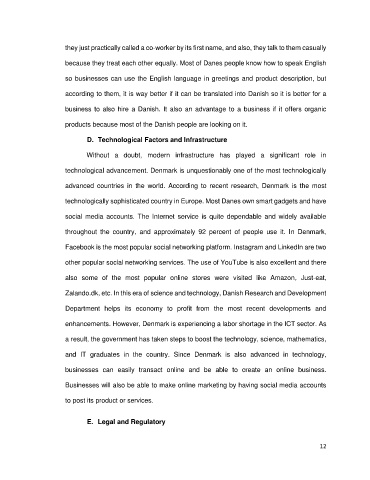 they just practically called a co-worker by its first name, and also, they talk to them casually
because they treat each other equally. Most of Danes people know how to speak English
so businesses can use the English language in greetings and product description, but
according to them, it is way better if it can be translated into Danish so it is better for a
business to also hire a Danish. It also an advantage to a business if it offers organic
products because most of the Danish people are looking on it.
D. Technological Factors and Infrastructure
Without a doubt, modern infrastructure has played a significant role in
technological advancement. Denmark is unquestionably one of the most technologically
advanced countries in the world. According to recent research, Denmark is the most
technologically sophisticated country in Europe. Most Danes own smart gadgets and have
social media accounts. The Internet service is quite dependable and widely available
throughout the country, and approximately 92 percent of people use it. In Denmark,
Facebook is the most popular social networking platform. Instagram and LinkedIn are two
other popular social networking services. The use of YouTube is also excellent and there
also some of the most popular online stores were visited like Amazon, Just-eat,
Zalando.dk, etc. In this era of science and technology, Danish Research and Development
Department helps its economy to profit from the most recent developments and
enhancements. However, Denmark is experiencing a labor shortage in the ICT sector. As
a result, the government has taken steps to boost the technology, science, mathematics,
and IT graduates in the country. Since Denmark is also advanced in technology,
businesses can easily transact online and be able to create an online business.
Businesses will also be able to make online marketing by having social media accounts
to post its product or services.
E. Legal and Regulatory
12